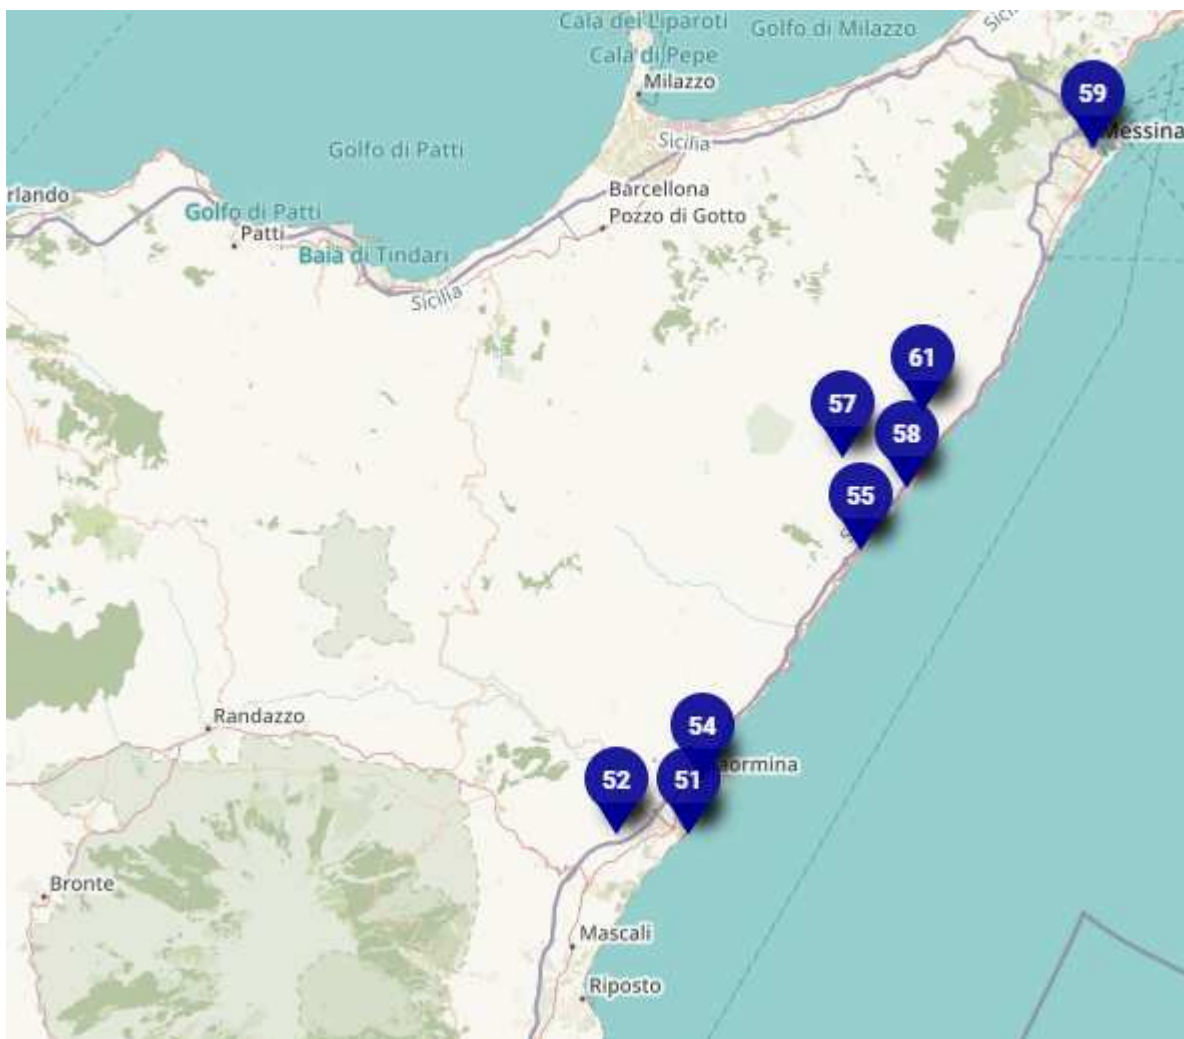 Cala dei Liparoti
Golfo di Milazzo
Cala di Pepe
Milazzo
59
Messina
Sicilia
Golfo di Patti
Barcellona
Pozzo di Gotto
rlando
Golfo di Patti
Patti
Baia di Tindari
Sicilia
61
57
58
55
Randazzo
54
aormina
52
51
Bronte
Mascali
Riposto